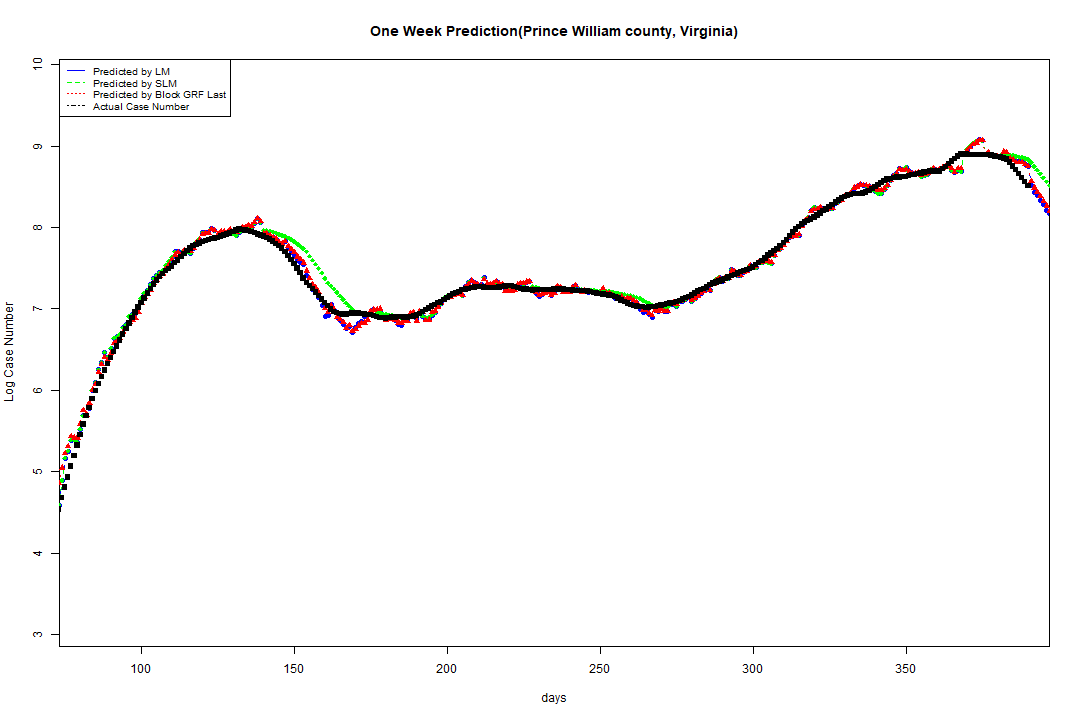 One Week Prediction(Prince William county, Virginia)
Predicted by LM
Predicted by SLM
Predicted by Block GRF Last
Actual Case Number
10
9
8
7
6
5
4
3
Log Case Number
100 150 200 250 300 350
days